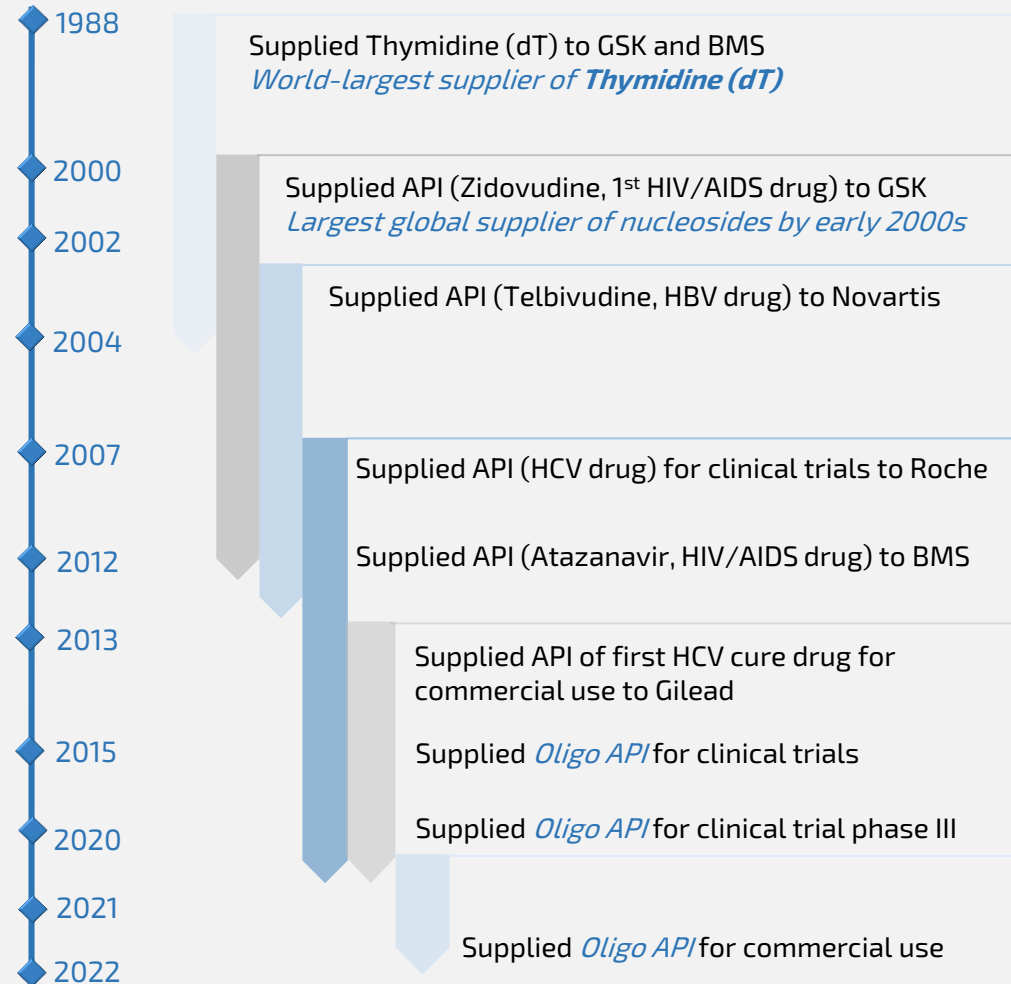 1988
Supplied Thymidine (dT) to GSK and BMS
World-largest supplier of Thymidine (dT)
2000
Supplied API (Zidovudine, 1st HIV/AIDS drug) to GSK
Largest global supplier of nucleosides by early 2000s
2002
Supplied API (Telbivudine, HBV drug) to Novartis
2004
2007
Supplied API (HCV drug) for clinical trials to Roche
2012
Supplied API (Atazanavir, HIV/AIDS drug) to BMS
2013
Supplied API of first HCV cure drug for
commercial use to Gilead
2015
Supplied Oligo API for clinical trials
2020
Supplied Oligo API for clinical trial phase III
2021
Supplied Oligo API for commercial use
2022